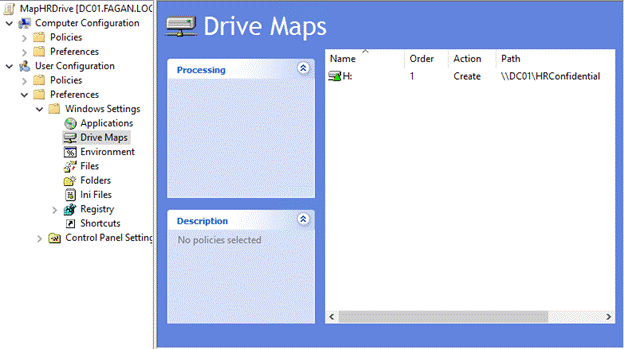 MapHRDrive [DC01.FAGAN.LOC
Computer Configuration
Policies
Preferences
User Configuration
Policies
Preferences
Windows Settings
Applications
Drive Maps
Environment
Files
Folders
Ini Files
Registry
Shortcuts
Control Panel Setting
Drive Maps
Processing
Description
No policies selected
Name Order Action Path
H: 1 Create \\DC01\HRConfidential